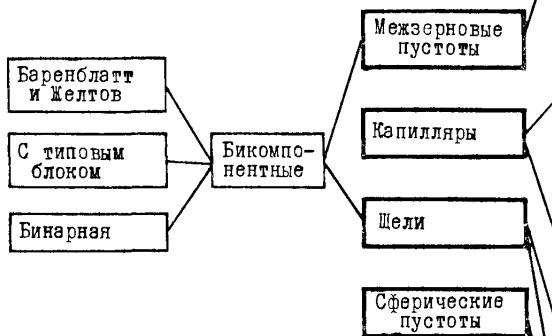 Баренблатт
и Желтов
С типовым
блоком
Бинарная
Бикомпо-
нентные
Межзерновые
пустоты
Капилляры
Щели
Сферические
пустоты